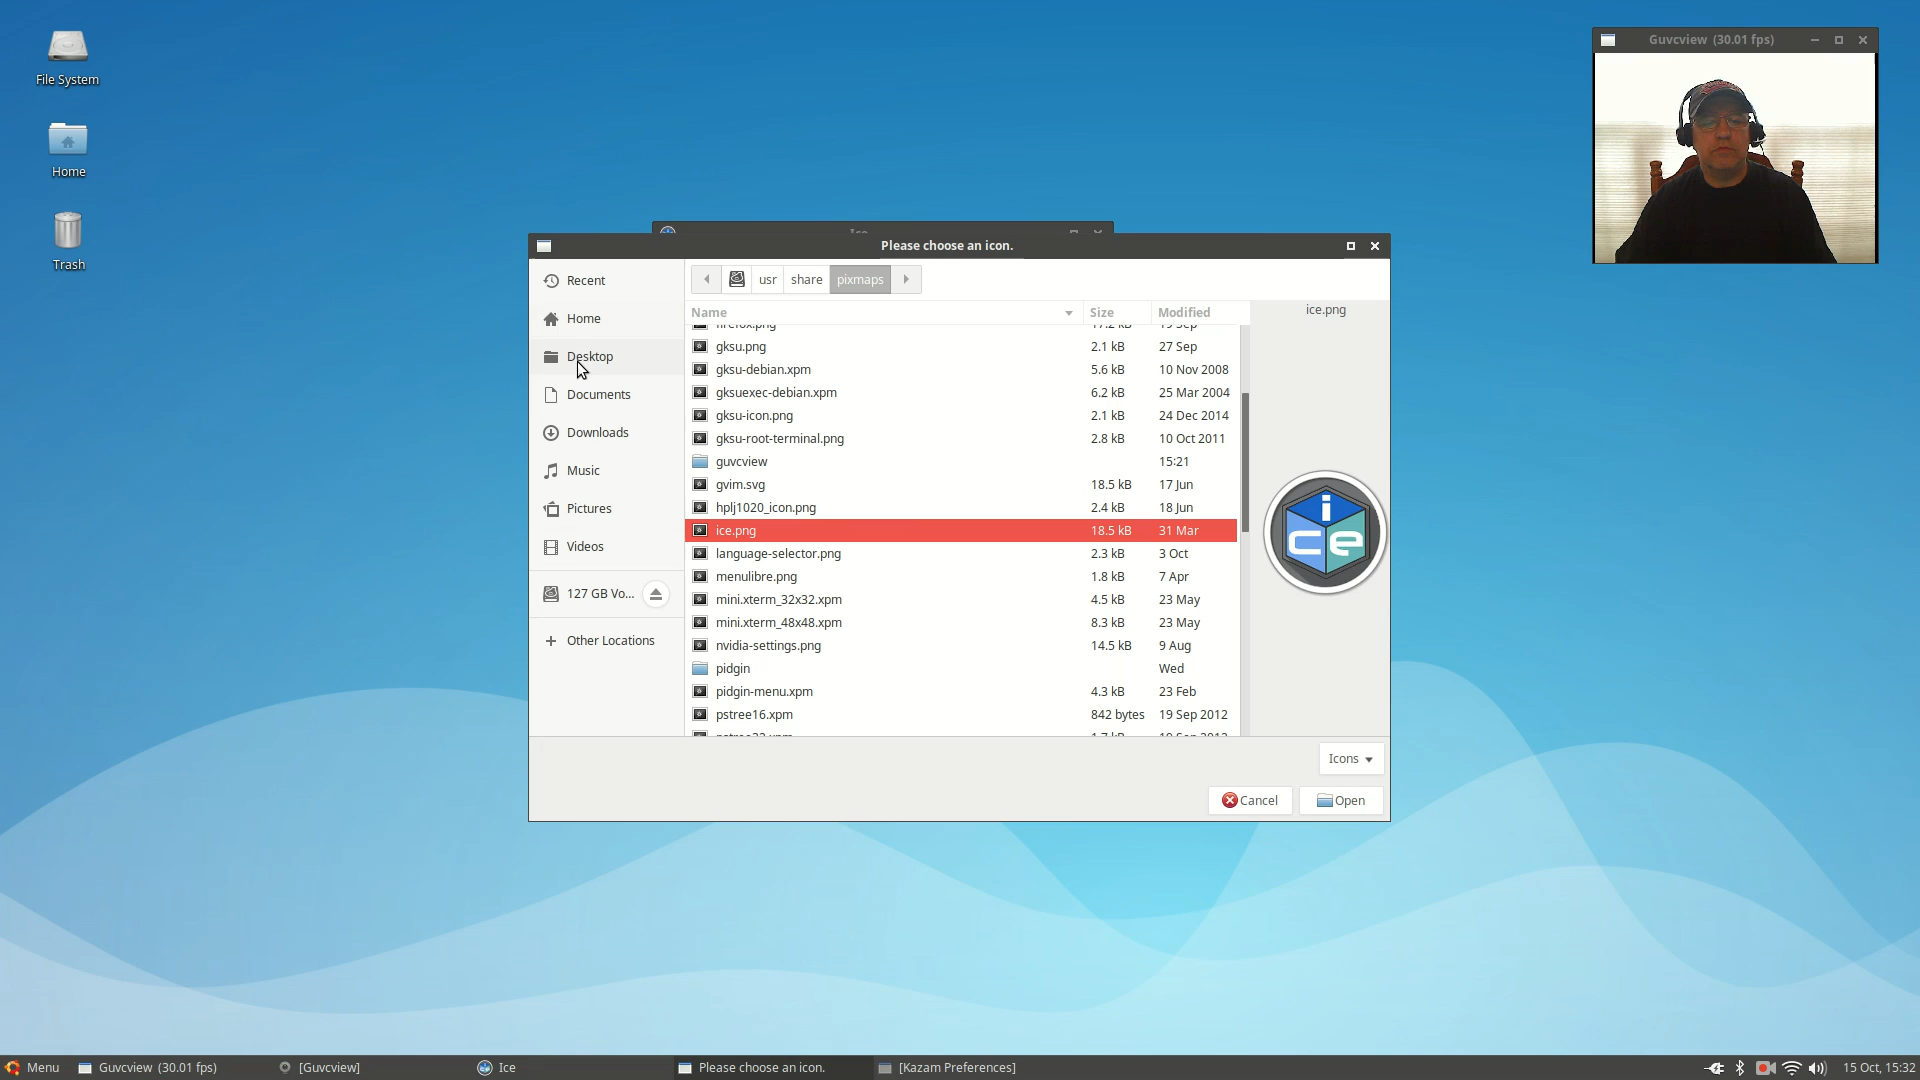 File System
Home
Trash
Guvcview (30.01 fps)
Please choose an icon.
Recent
Home
Desktop
Documents
Downloads
Music
Pictures
Videos
127 GB Vo...
Other Locations
usr share pixmaps
Name Size Modified
firefox.png 17.2 kB 19 Sep
gksu.png 2.1 kB 27 Sep
gksu-debian.xpm 5.6 kB 10 Nov 2008
gksuexec-debian.xpm 6.2 kB 25 Mar 2004
gksu-icon.png 2.1 kB 24 Dec 2014
gksu-root-terminal.png 2.8 kB 10 Oct 2011
guvcview 15:21
gvim.svg 18.5 kB 17 Jun
hplj1020_icon.png 2.4 kB 18 Jun
ice.png 18.5 kB 31 Mar
language-selector.png 2.3 kB 3 Oct
menulibre.png 1.8 kB 7 Apr
mini.xterm_32x32.xpm 4.5 kB 23 May
mini.xterm_48x48.xpm 8.3 kB 23 May
nvidia-settings.png 14.5 kB 9 Aug
pidgin Wed
pidgin-menu.xpm 4.3 kB 23 Feb
pstree16.xpm 842 bytes 19 Sep 2012
ice.png
i
ce
Icons
Cancel Open
Menu Guvcview (30.01 fps) [Guvcview] Ice Please choose an icon. [Kazam Preferences] 15 Oct, 15:32